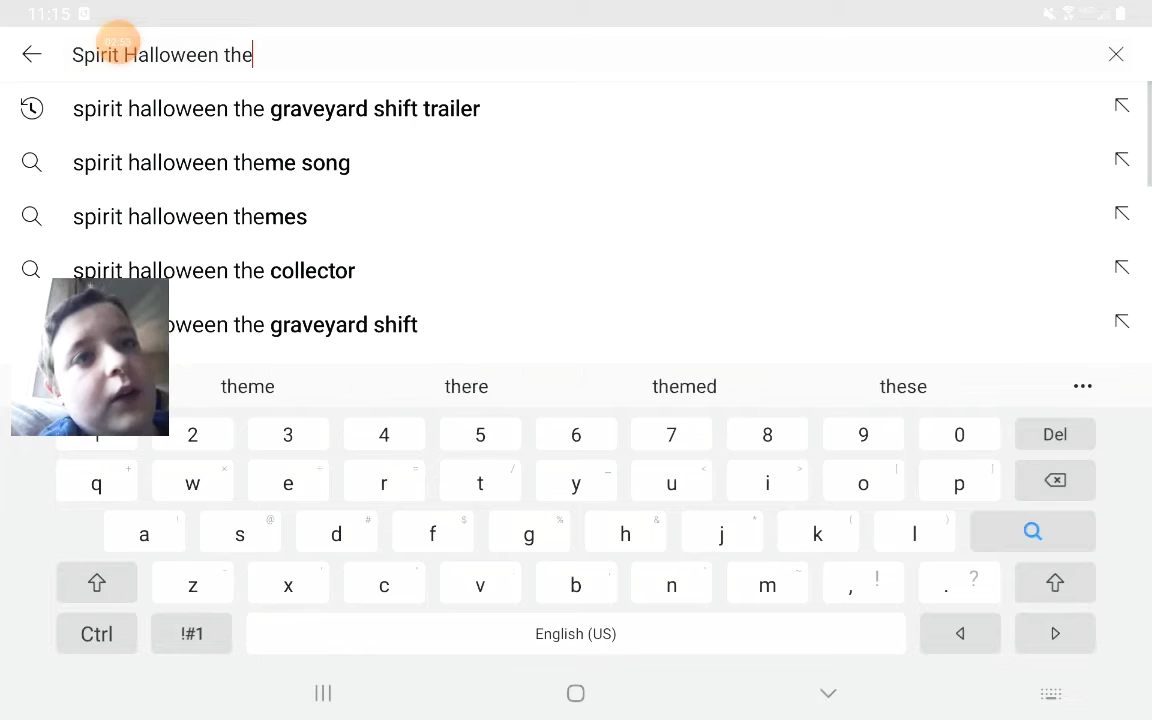 11:15
02:53
Spirit Halloween the
spirit halloween the graveyard shift trailer
spirit halloween theme song
spirit halloween themes
spirit halloween the collector
oween the graveyard shift
theme there themed these
2 3 4 5 6 7 8 9 0 Del
q w e r t y u i o p
a s d f g h j k l
z x c v b n m , ! . ?
Ctrl !#1 English (US)